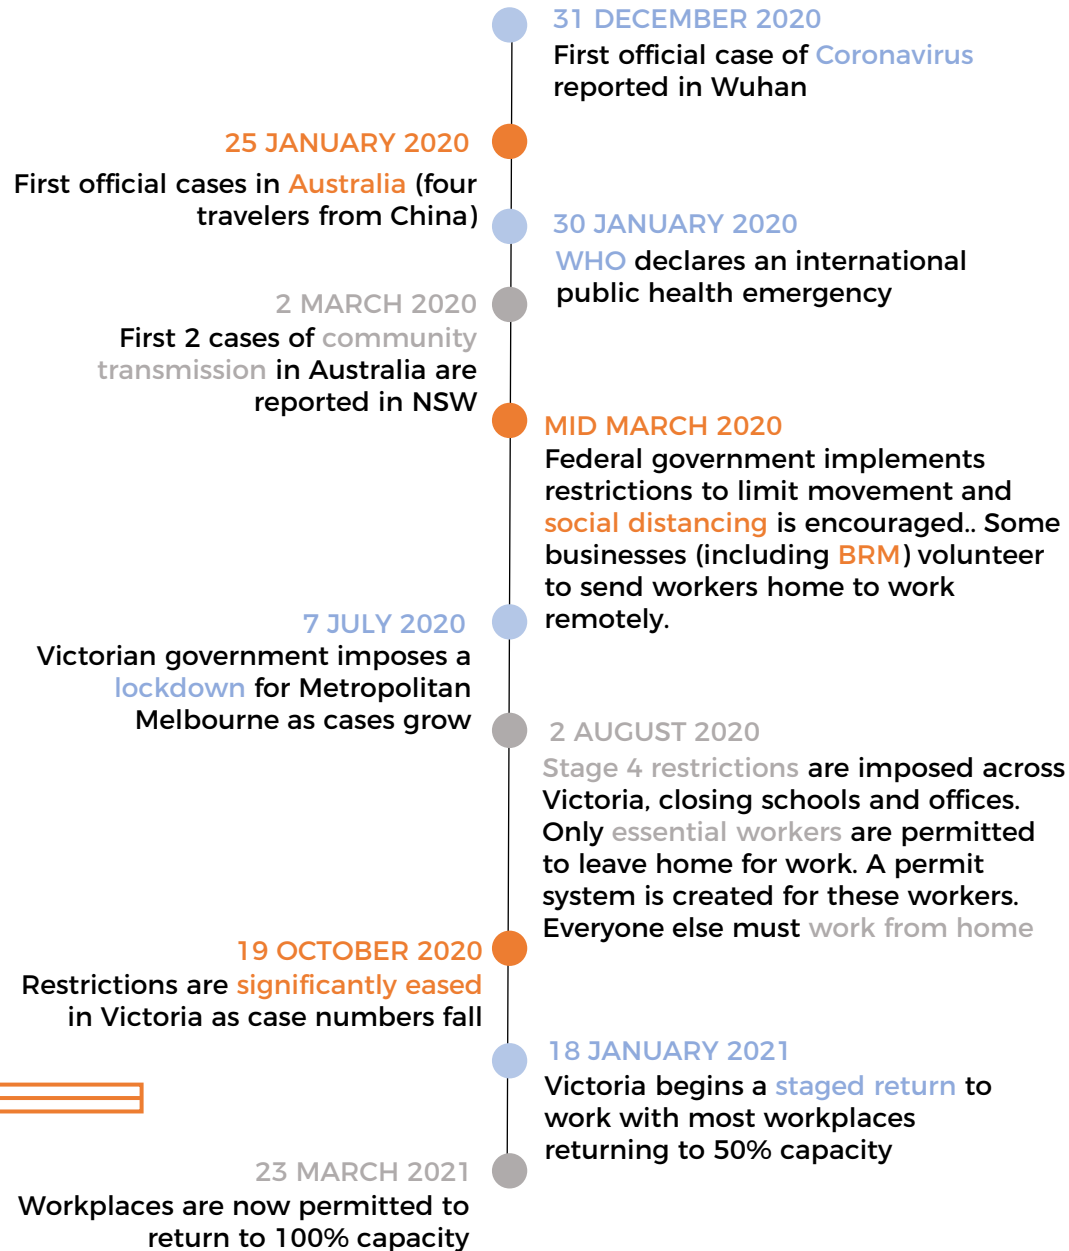 31 DECEMBER 2020
First official case of Coronavirus
reported in Wuhan
25 JANUARY 2020
First official cases in Australia (four
travelers from China)
30 JANUARY 2020
WHO declares an international
public health emergency
2 MARCH 2020
First 2 cases of community
transmission in Australia are
reported in NSW
MID MARCH 2020
Federal government implements
restrictions to limit movement and
social distancing is encouraged.. Some
businesses (including BRM) volunteer
to send workers home to work
remotely.
7 JULY 2020
Victorian government imposes a
lockdown for Metropolitan
Melbourne as cases grow
2 AUGUST 2020
Stage 4 restrictions are imposed across
Victoria, closing schools and offices.
Only essential workers are permitted
to leave home for work. A permit
system is created for these workers.
Everyone else must work from home
19 OCTOBER 2020
Restrictions are significantly eased
in Victoria as case numbers fall
18 JANUARY 2021
Victoria begins a staged return to
work with most workplaces
returning to 50% capacity
23 MARCH 2021
Workplaces are now permitted to
return to 100% capacity